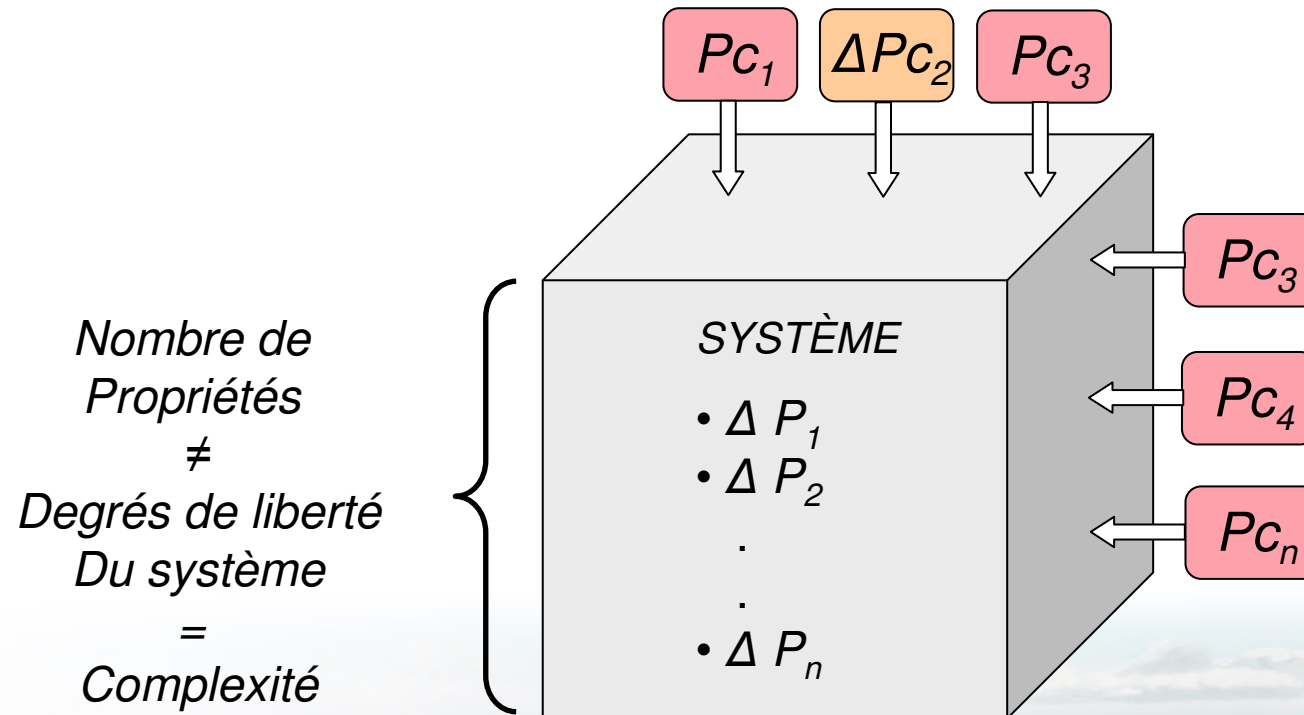 Pc₁ ΔPc₂ Pc₃
Pc₃
Nombre de
Propriétés
≠
Degrés de liberté
Du système
=
Complexité
SYSTÈME
• Δ P₁
• Δ P₂
.
.
• Δ Pₙ
Pc₄
Pcₙ